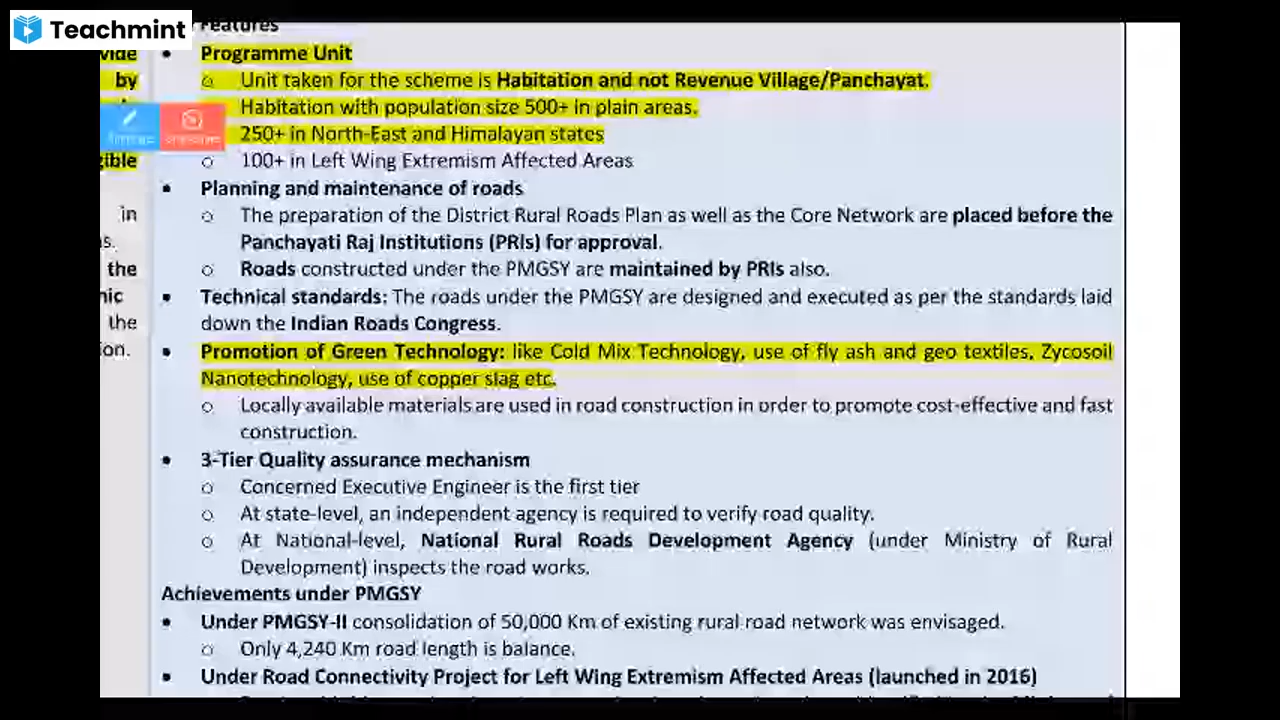 Teachmint
Features
vide
• Programme Unit
by
o Unit taken for the scheme is Habitation and not Revenue Village/Panchayat.
Habitation with population size 500+ in plain areas.
250+ in North-East and Himalayan states
gible
o 100+ in Left Wing Extremism Affected Areas
• Planning and maintenance of roads
in
o The preparation of the District Rural Roads Plan as well as the Core Network are placed before the
Panchayati Raj Institutions (PRIs) for approval.
the
o Roads constructed under the PMGSY are maintained by PRIs also.
nic
• Technical standards: The roads under the PMGSY are designed and executed as per the standards laid
the
down the Indian Roads Congress.
ion.
• Promotion of Green Technology: like Cold Mix Technology, use of fly ash and geo textiles, Zycosoil
Nanotechnology, use of copper slag etc.
o Locally available materials are used in road construction in order to promote cost-effective and fast
construction.
• 3-Tier Quality assurance mechanism
o Concerned Executive Engineer is the first tier
o At state-level, an independent agency is required to verify road quality.
o At National-level, National Rural Roads Development Agency (under Ministry of Rural
Development) inspects the road works.
Achievements under PMGSY
• Under PMGSY-II consolidation of 50,000 Km of existing rural road network was envisaged.
o Only 4,240 Km road length is balance.
• Under Road Connectivity Project for Left Wing Extremism Affected Areas (launched in 2016)